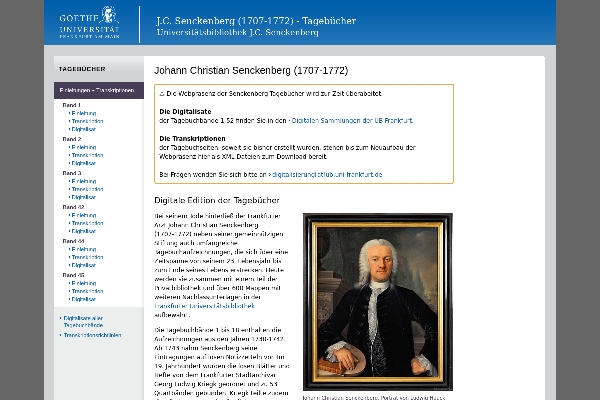 GOETHE
UNIVERSITÄT
FRANKFURT AM MAIN
J.C. Senckenberg (1707-1772) - Tagebücher
Universitätsbibliothek J.C. Senckenberg
TAGEBÜCHER
Einleitungen – Transkriptionen
Band 1
Einleitung
Transkription
Digitalisat
Band 2
Einleitung
Transkription
Digitalisat
Band 3
Einleitung
Transkription
Digitalisat
Band 42
Einleitung
Transkription
Digitalisat
Band 44
Einleitung
Transkription
Digitalisat
Band 45
Einleitung
Transkription
Digitalisat
Digitalisate aller
Tagebuchbände
Transkriptionsrichtlinien
Johann Christian Senckenberg (1707-1772)
⚠ Die Webpräsenz der Senckenberg-Tagebücher wird zur Zeit überabeitet.
Die Digitalisate
der Tagebuchbände 1-52 finden Sie in den Digitalen Sammlungen der UB Frankfurt.
Die Transkriptionen
der Tagebuchseiten, soweit sie bisher erstellt wurden, stehen bis zum Neuaufbau der
Webpräsenz hier als XML-Dateien zum Download bereit.
Bei Fragen wenden Sie sich bitte an digitalisierung(at)ub.uni-frankfurt.de
Digitale Edition der Tagebücher
Bei seinem Tode hinterließ der Frankfurter
Arzt Johann Christian Senckenberg
(1707-1772) neben seiner gemeinnützigen
Stiftung auch umfangreiche
Tagebuchaufzeichnungen, die sich über eine
Zeitspanne von seinem 23. Lebensjahr bis
zum Ende seines Lebens erstrecken. Heute
werden sie zusammen mit einem Teil der
Privatbibliothek und über 600 Mappen mit
weiteren Nachlassunterlagen in der
Frankfurter Universitätsbibliothek
aufbewahrt.
Die Tagebuchbände 1 bis 10 enthalten die
Aufzeichnungen aus den Jahren 1730-1742.
Ab 1743 nahm Senckenberg seine
Eintragungen auf losen Notizzetteln vor. Im
19. Jahrhundert wurden die losen Blätter und
Hefte von dem Frankfurter Stadtarchivar
Georg Ludwig Kriegk geordnet und zu 53
Quartbänden gebunden. Kriegk teilte zudem
Johann Christian Senckenberg, Porträt von Ludwig Hauck